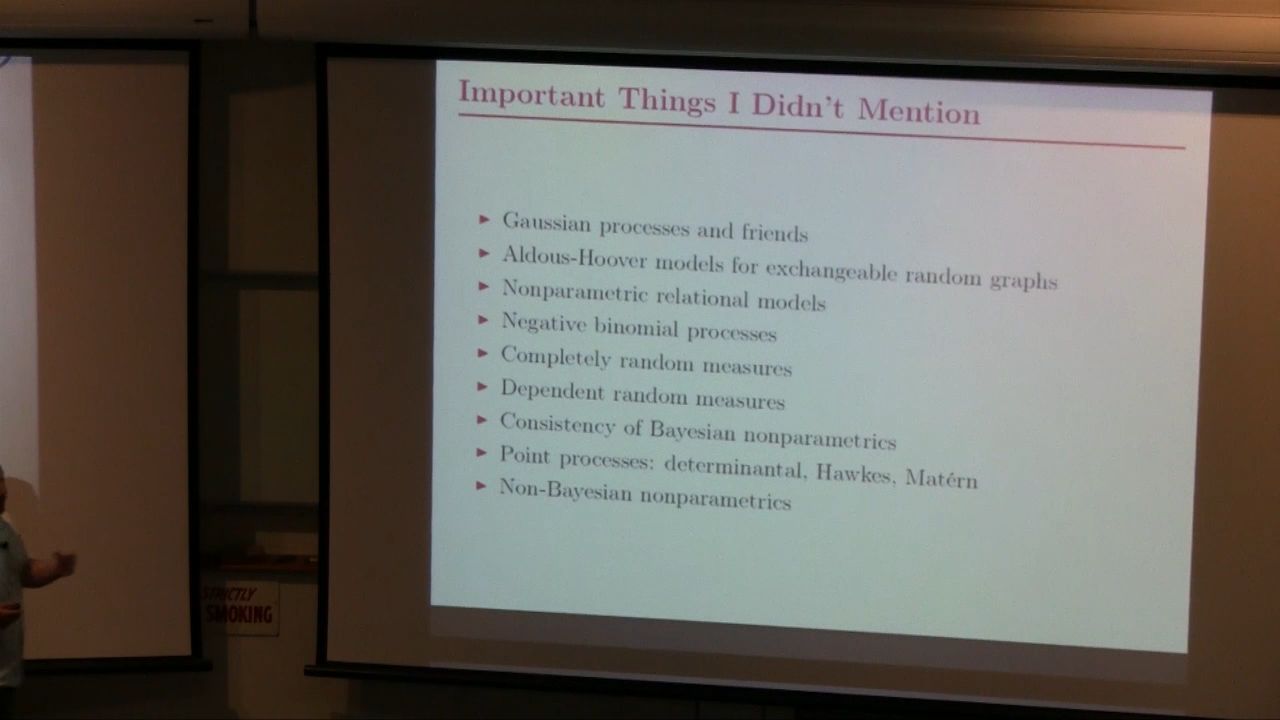 Important Things I Didn't Mention
Gaussian processes and friends
Aldous-Hoover models for exchangeable random graphs
Nonparametric relational models
Negative binomial processes
Completely random measures
Dependent random measures
Consistency of Bayesian nonparametrics
Point processes: determinantal, Hawkes, Matérn
Non-Bayesian nonparametrics
STRICTLY
SMOKING